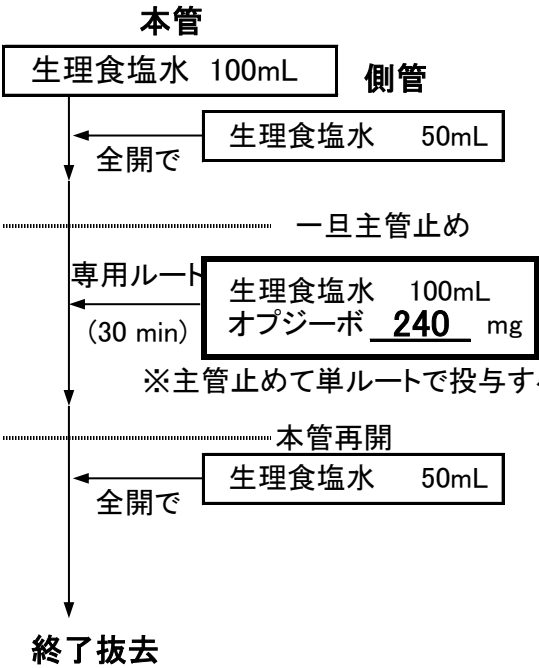 本管
生理食塩水 100mL
側管
生理食塩水 50mL
全開で
一旦主管止め
専用ルート
(30 min)
生理食塩水 100mL
オプジーボ 240 mg
※主管止めて単ルートで投与す
本管再開
生理食塩水 50mL
全開で
終了抜去